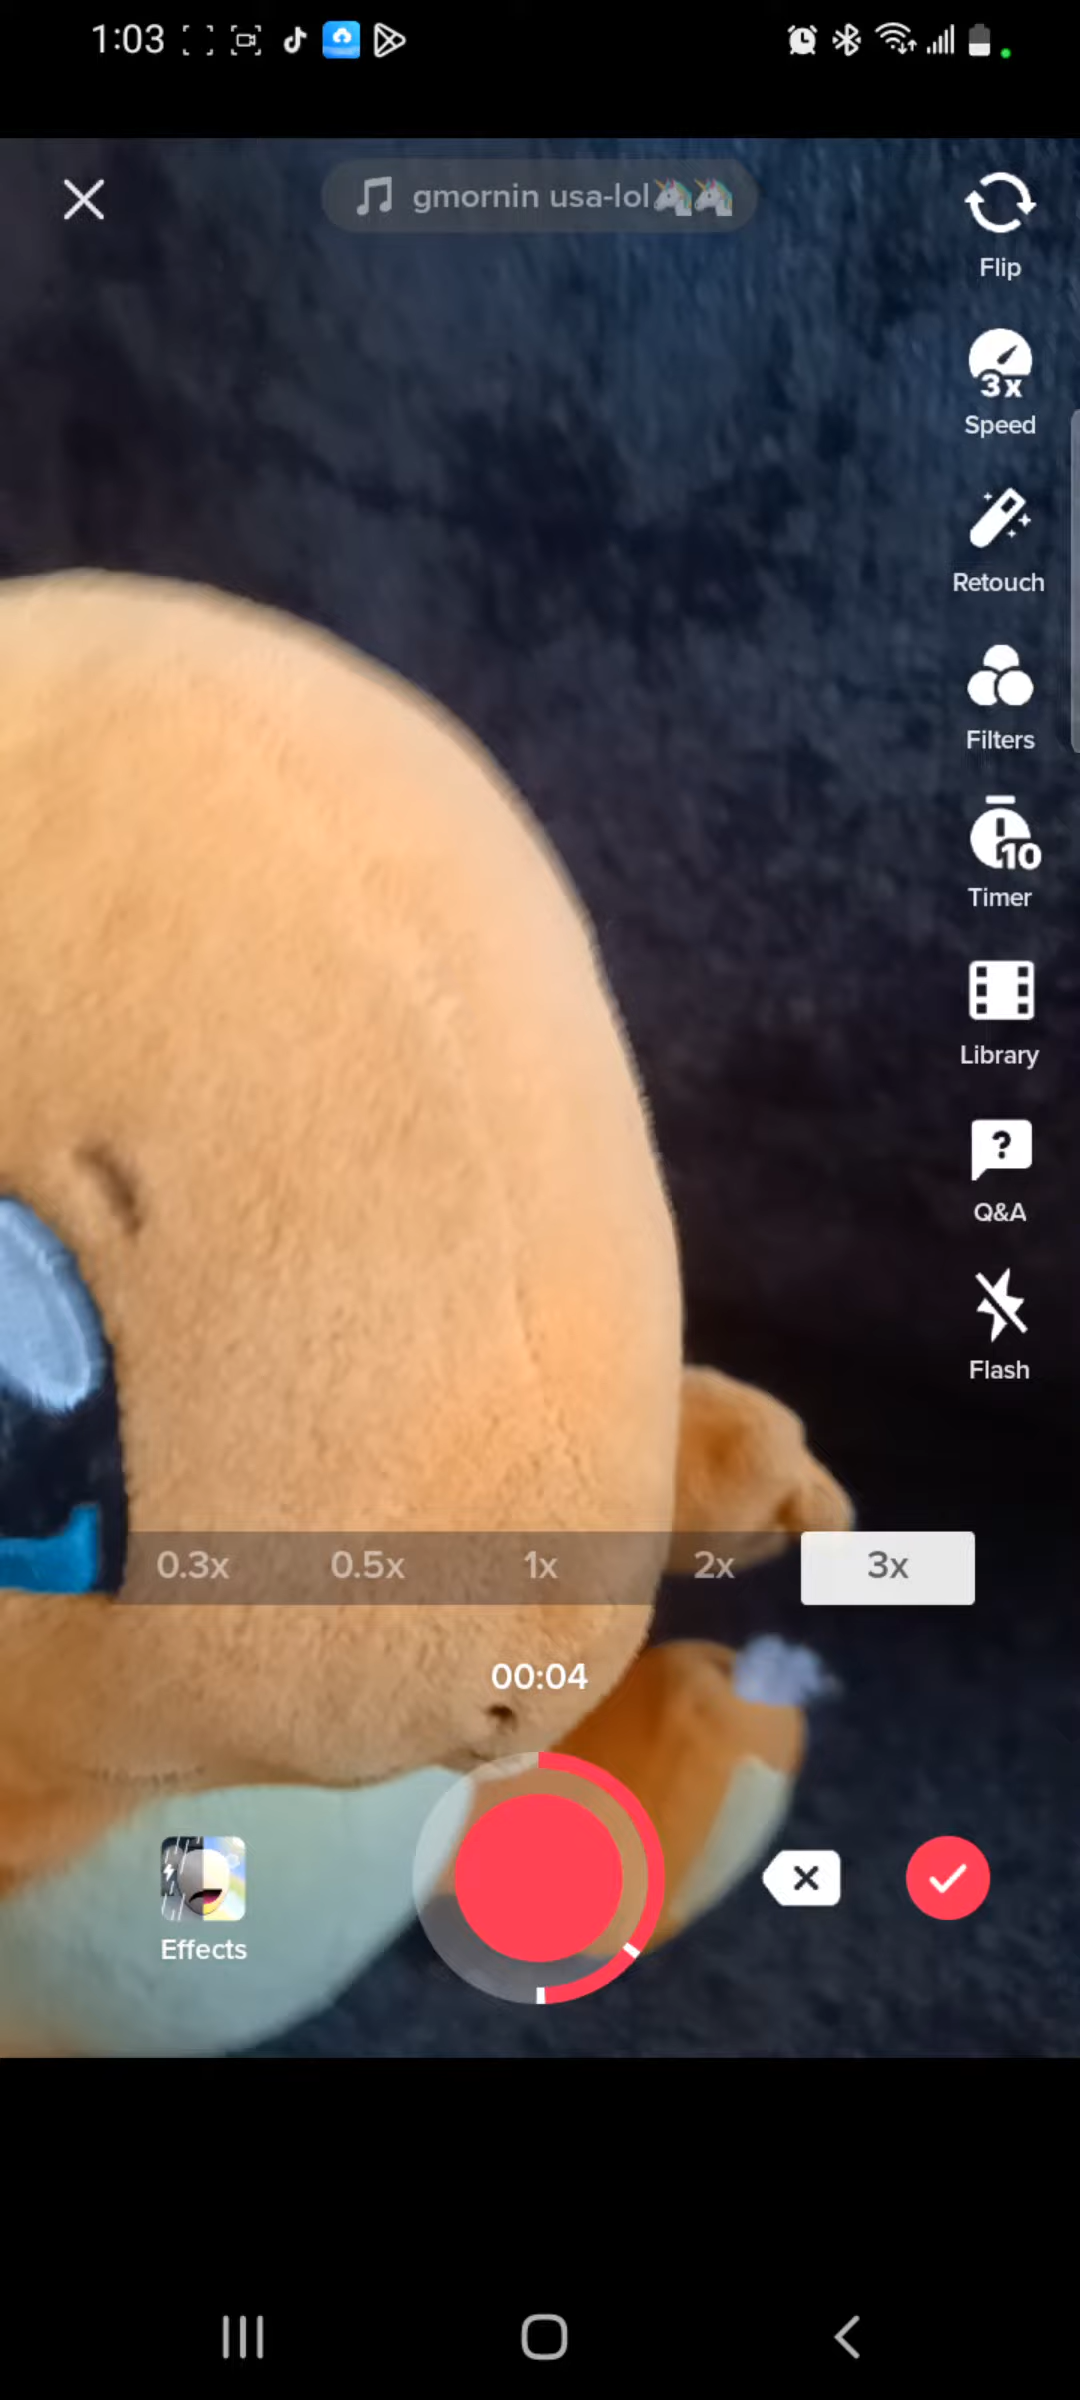 1:03
gmornin usa-lol🦄🦄
Flip
3x
Speed
Retouch
Filters
10
Timer
Library
?
Q&A
Flash
0.3x 0.5x 1x 2x 3x
00:04
Effects